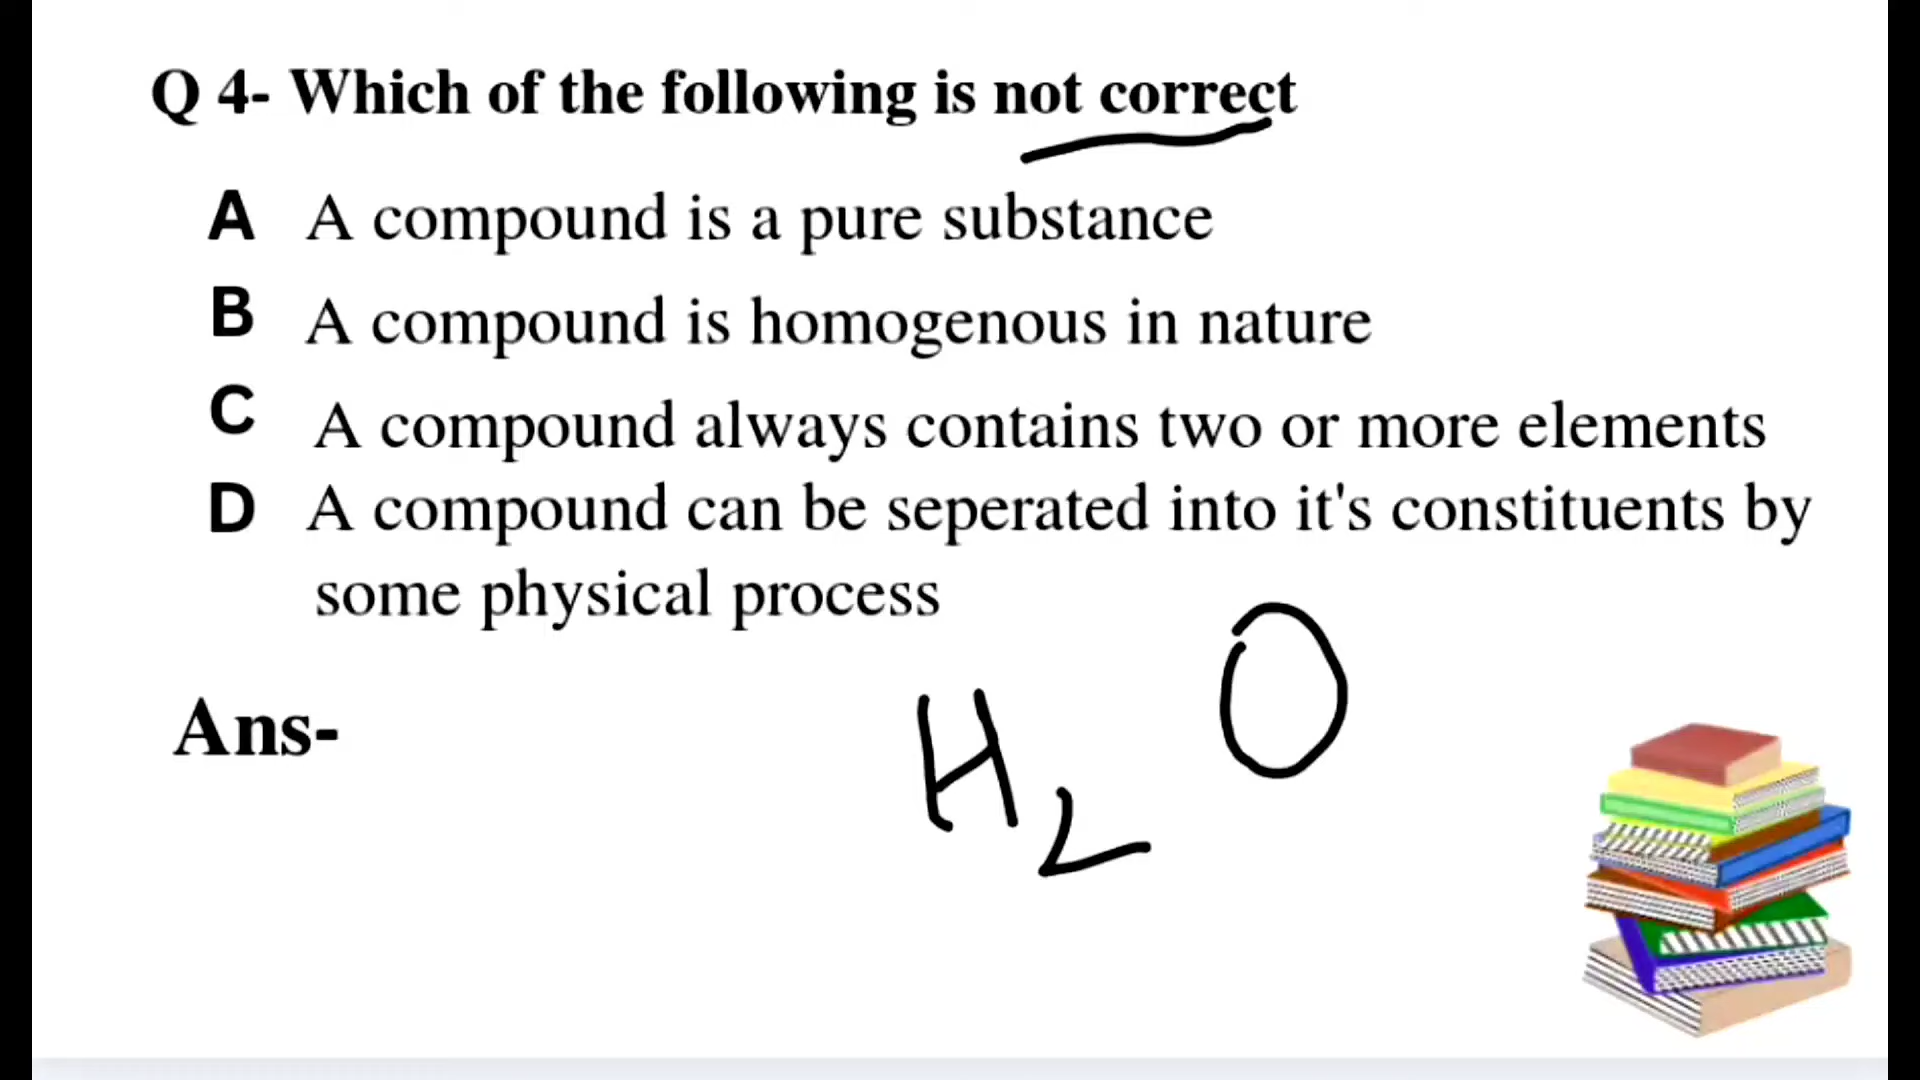 Q 4- Which of the following is not correct
A A compound is a pure substance
B A compound is homogenous in nature
C A compound always contains two or more elements
D A compound can be seperated into it's constituents by
some physical process
Ans-
H2O